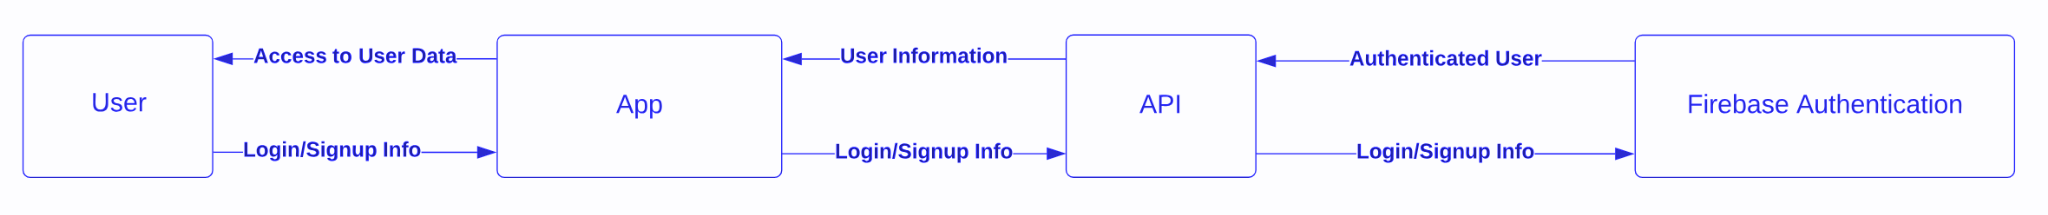 Access to User Data
User Information
Authenticated User
User
App
API
Firebase Authentication
Login/Signup Info
Login/Signup Info
Login/Signup Info